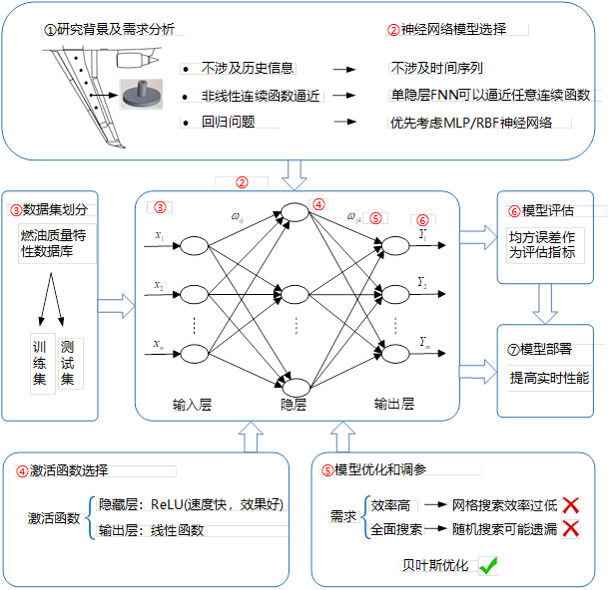 ①研究背景及需求分析
②神经网络模型选择
• 不涉及历史信息
不涉及时间序列
• 非线性连续函数逼近
单隐层FNN可以逼近任意连续函数
• 回归问题
优先考虑MLP/RBF神经网络
③数据集划分
燃油质量特
性数据库
训练集
测试集
②
③
④
⑤
⑥
x₁
x₂
xₙ
ω_ij
ω_jk
Y₁
Y₂
Yₘ
输入层
隐层
输出层
⑥模型评估
均方误差作
为评估指标
⑦模型部署
提高实时性能
④激活函数选择
激活函数
隐藏层：ReLU(速度快，效果好)
输出层：线性函数
⑤模型优化和调参
需求
效率高
网格搜索效率过低
全面搜索
随机搜索可能遗漏
贝叶斯优化